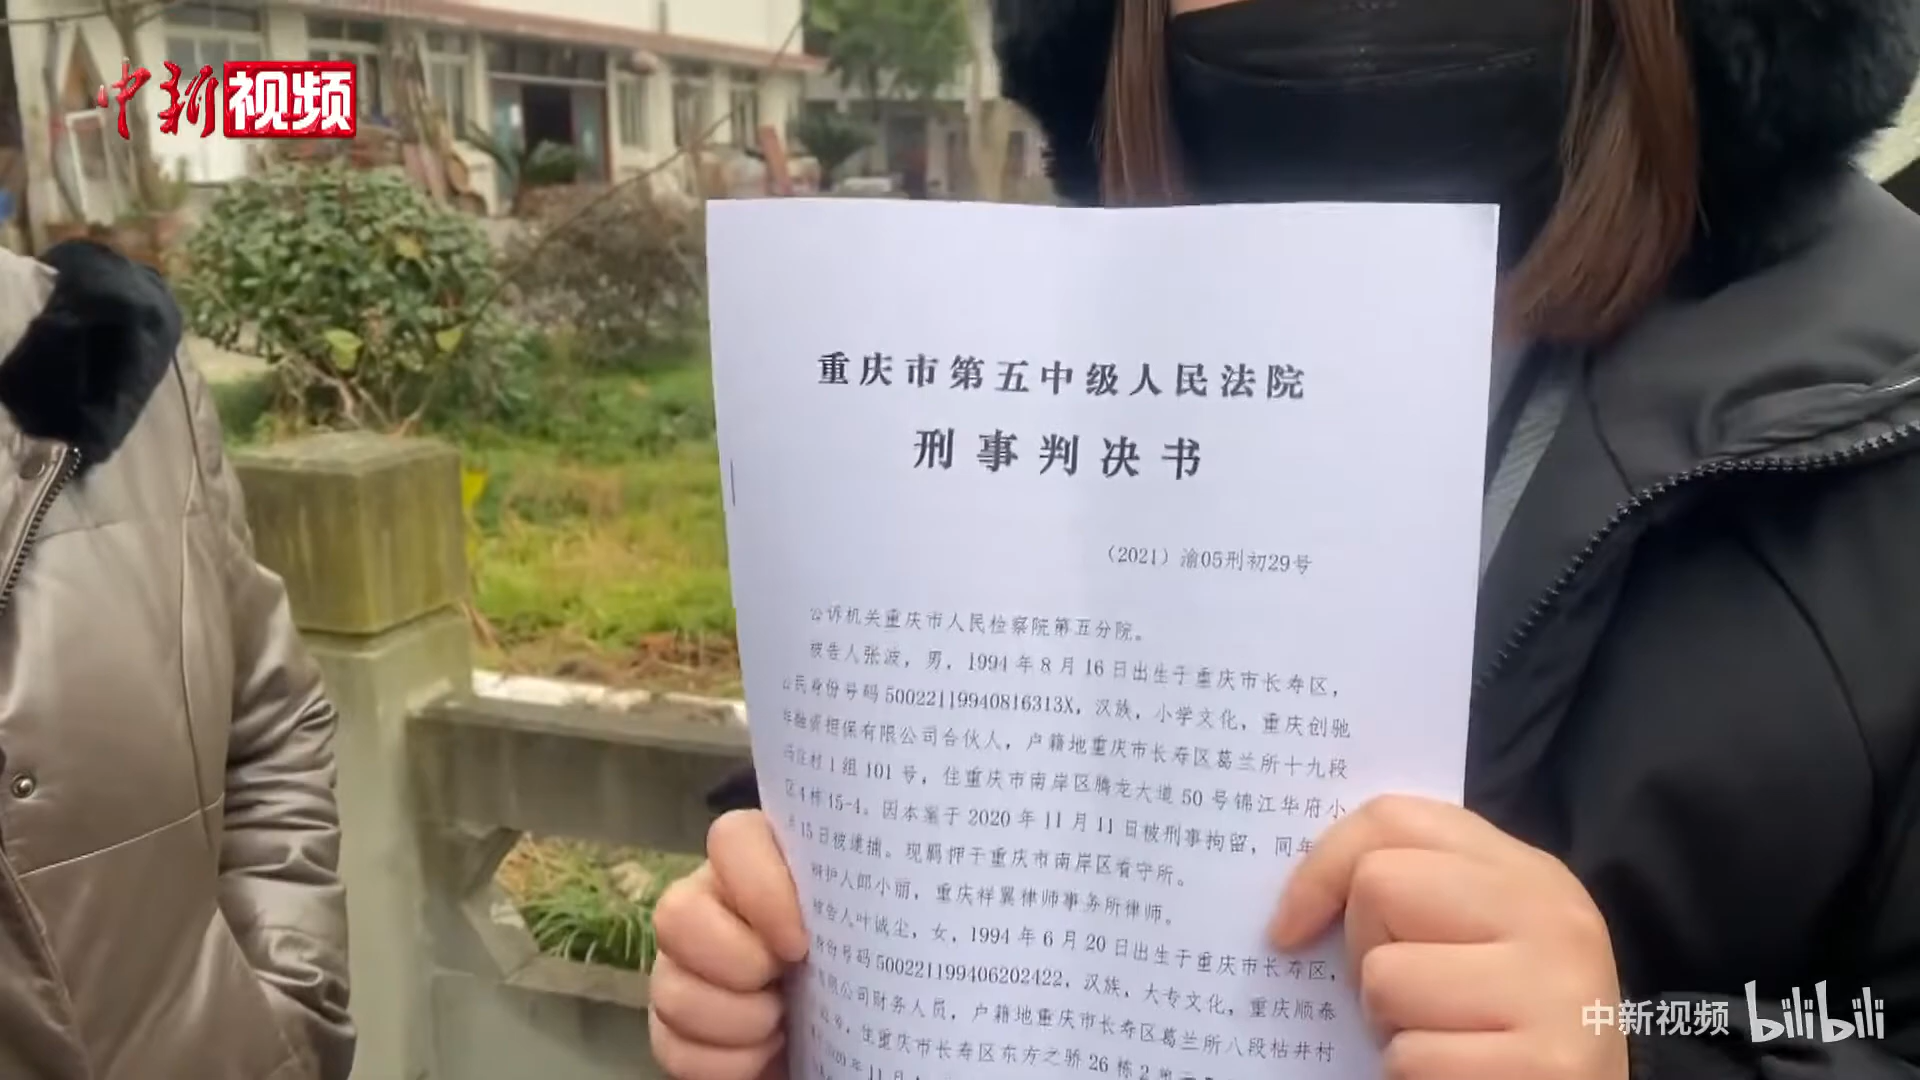 中新视频
重庆市第五中级人民法院
刑事判决书
（2021）渝05刑初29号
公诉机关重庆市人民检察院第五分院。
被告人张波，男，1994年8月16日出生于重庆市长寿区，
公民身份号码50022119940816313X，汉族，小学文化，重庆创驰
融资担保有限公司合伙人，户籍地重庆市长寿区葛兰所十九段
村1组101号，住重庆市南岸区腾龙大道50号锦江华府小
区4栋15-4。因本案于2020年11月11日被刑事拘留，同年
月15日被逮捕。现羁押于重庆市南岸区看守所。
辩护人郎小丽，重庆祥翼律师事务所律师。
被告人叶诚尘，女，1994年6月20日出生于重庆市长寿区，
身份号码500221199406202422，汉族，大专文化，重庆顺泰
限公司财务人员，户籍地重庆市长寿区葛兰所八段枯井村
住重庆市长寿区东方之骄26栋2
11月
中新视频 bilibili